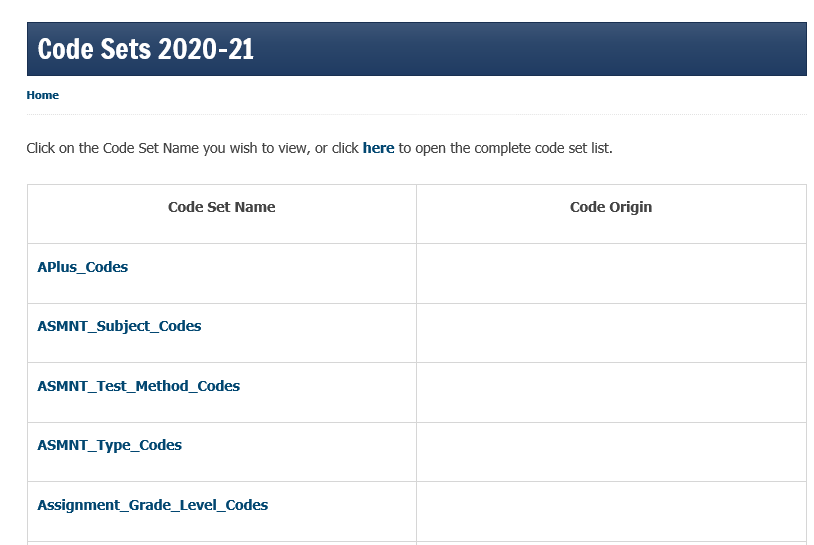 Code Sets 2020-21
Home
Click on the Code Set Name you wish to view, or click here to open the complete code set list.
Code Set Name Code Origin
APlus_Codes
ASMNT_Subject_Codes
ASMNT_Test_Method_Codes
ASMNT_Type_Codes
Assignment_Grade_Level_Codes